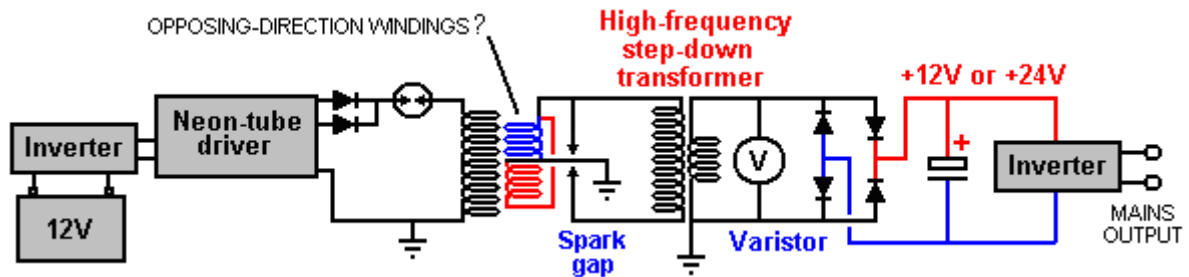 OPPOSING-DIRECTION WINDINGS ?
High-frequency
step-down
transformer
+12V or +24V
Neon-tube
driver
Inverter
12V
V
+
Inverter
MAINS
OUTPUT
Spark
gap
Varistor